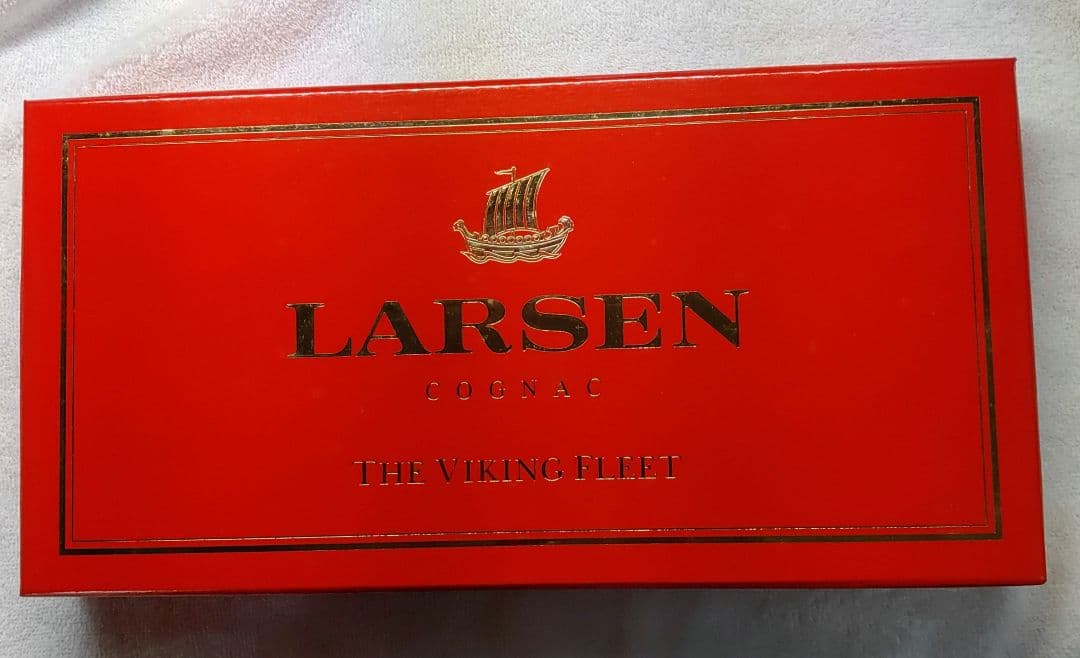 LARSEN
COGNAC
THE VIKING FLEET